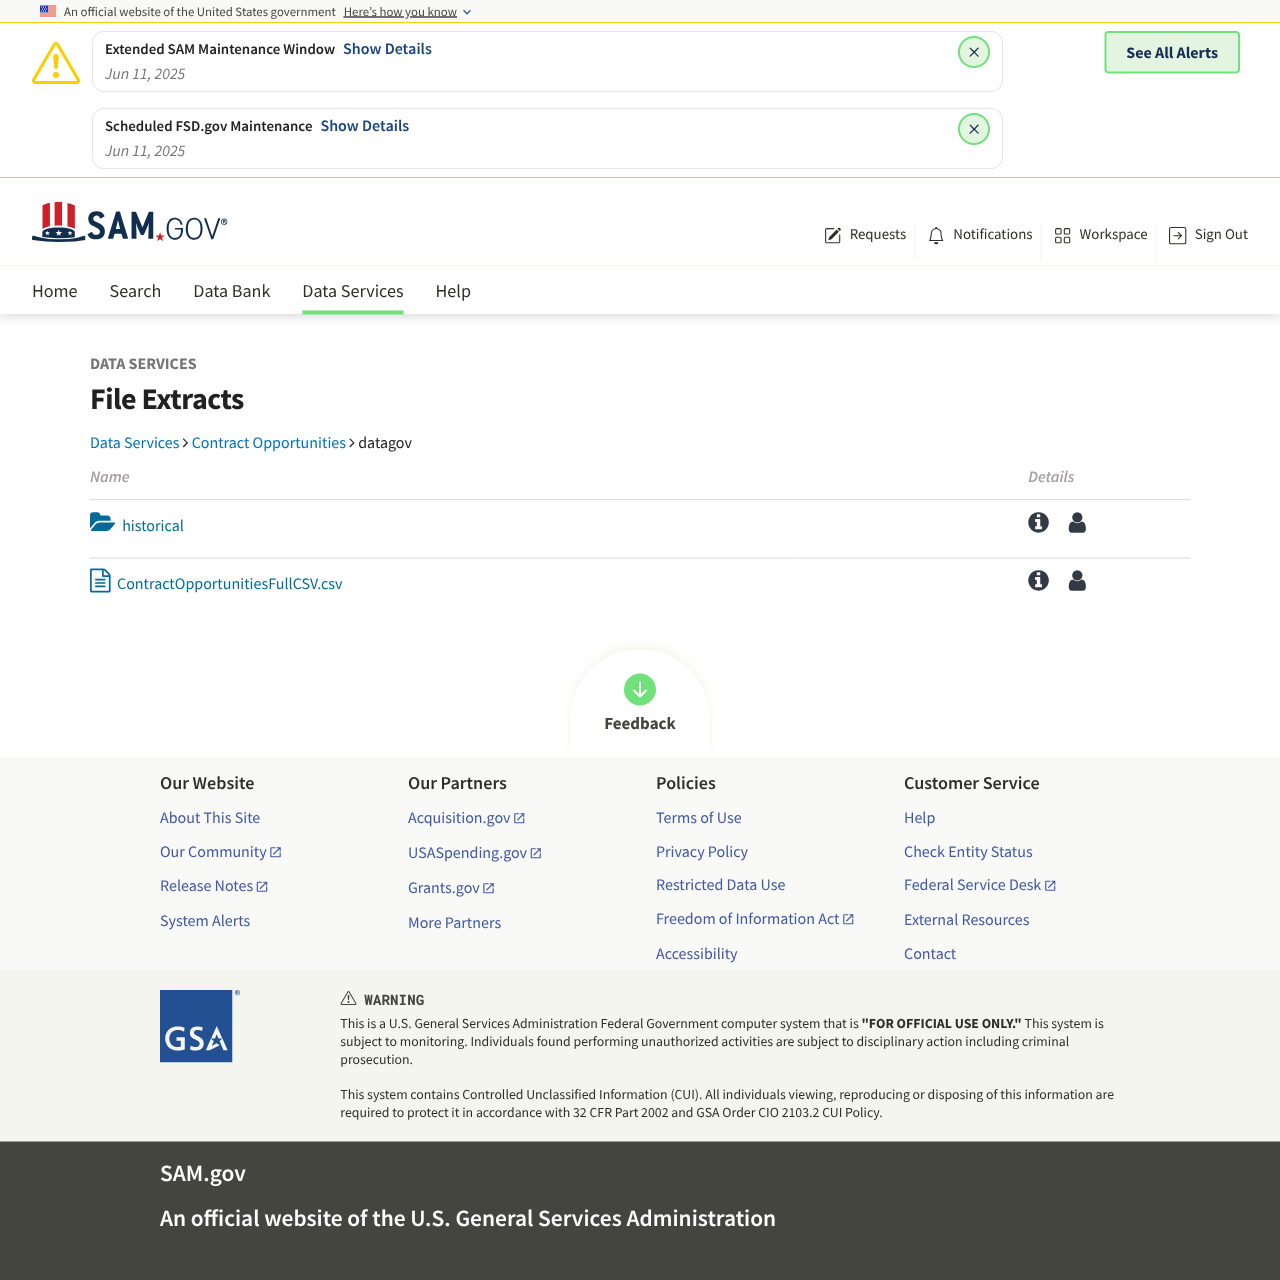 An official website of the United States government Here's how you know
Extended SAM Maintenance Window Show Details
Jun 11, 2025
See All Alerts
Scheduled FSD.gov Maintenance Show Details
Jun 11, 2025
SAM.GOV®
Requests Notifications Workspace Sign Out
Home Search Data Bank Data Services Help
DATA SERVICES
File Extracts
Data Services > Contract Opportunities > datagov
Name Details
historical
ContractOpportunitiesFullCSV.csv
Feedback
Our Website
About This Site
Our Community
Release Notes
System Alerts
Our Partners
Acquisition.gov
USASpending.gov
Grants.gov
More Partners
Policies
Terms of Use
Privacy Policy
Restricted Data Use
Freedom of Information Act
Accessibility
Customer Service
Help
Check Entity Status
Federal Service Desk
External Resources
Contact
GSA®
WARNING
This is a U.S. General Services Administration Federal Government computer system that is "FOR OFFICIAL USE ONLY." This system is
subject to monitoring. Individuals found performing unauthorized activities are subject to disciplinary action including criminal
prosecution.
This system contains Controlled Unclassified Information (CUI). All individuals viewing, reproducing or disposing of this information are
required to protect it in accordance with 32 CFR Part 2002 and GSA Order CIO 2103.2 CUI Policy.
SAM.gov
An official website of the U.S. General Services Administration